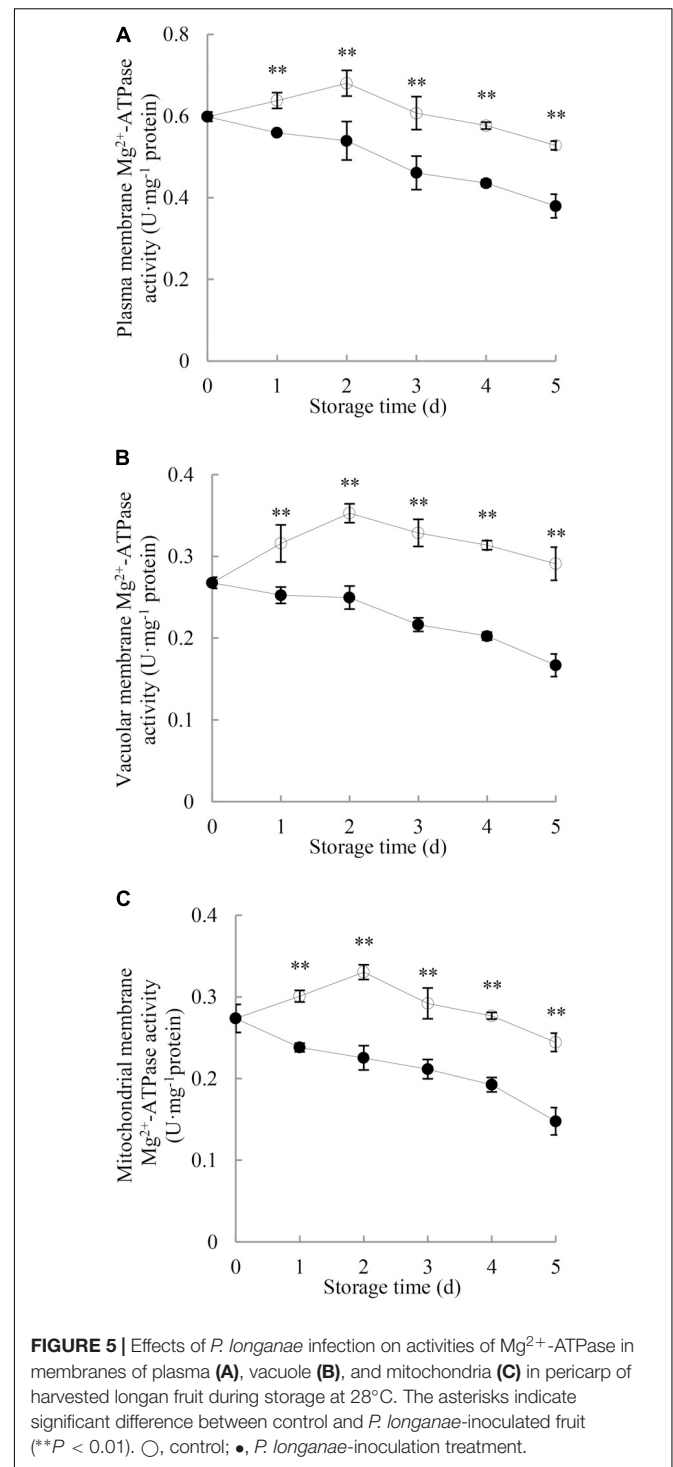 A
Plasma membrane Mg²⁺-ATPase
activity (U·mg⁻¹ protein)
0.8
0.6
0.4
0.2
0
** ** ** ** **
0 1 2 3 4 5
Storage time (d)
B
Vacuolar membrane Mg²⁺-ATPase
activity (U·mg⁻¹ protein)
0.4
0.3
0.2
0.1
0
** ** ** ** **
0 1 2 3 4 5
Storage time (d)
C
Mitochondrial membrane
Mg²⁺-ATPase activity
(U·mg⁻¹protein)
0.4
0.3
0.2
0.1
0
** ** ** ** **
0 1 2 3 4 5
Storage time (d)
FIGURE 5 | Effects of P. longanae infection on activities of Mg²⁺-ATPase in
membranes of plasma (A), vacuole (B), and mitochondria (C) in pericarp of
harvested longan fruit during storage at 28°C. The asterisks indicate
significant difference between control and P. longanae-inoculated fruit
(**P < 0.01). ○, control; ●, P. longanae-inoculation treatment.